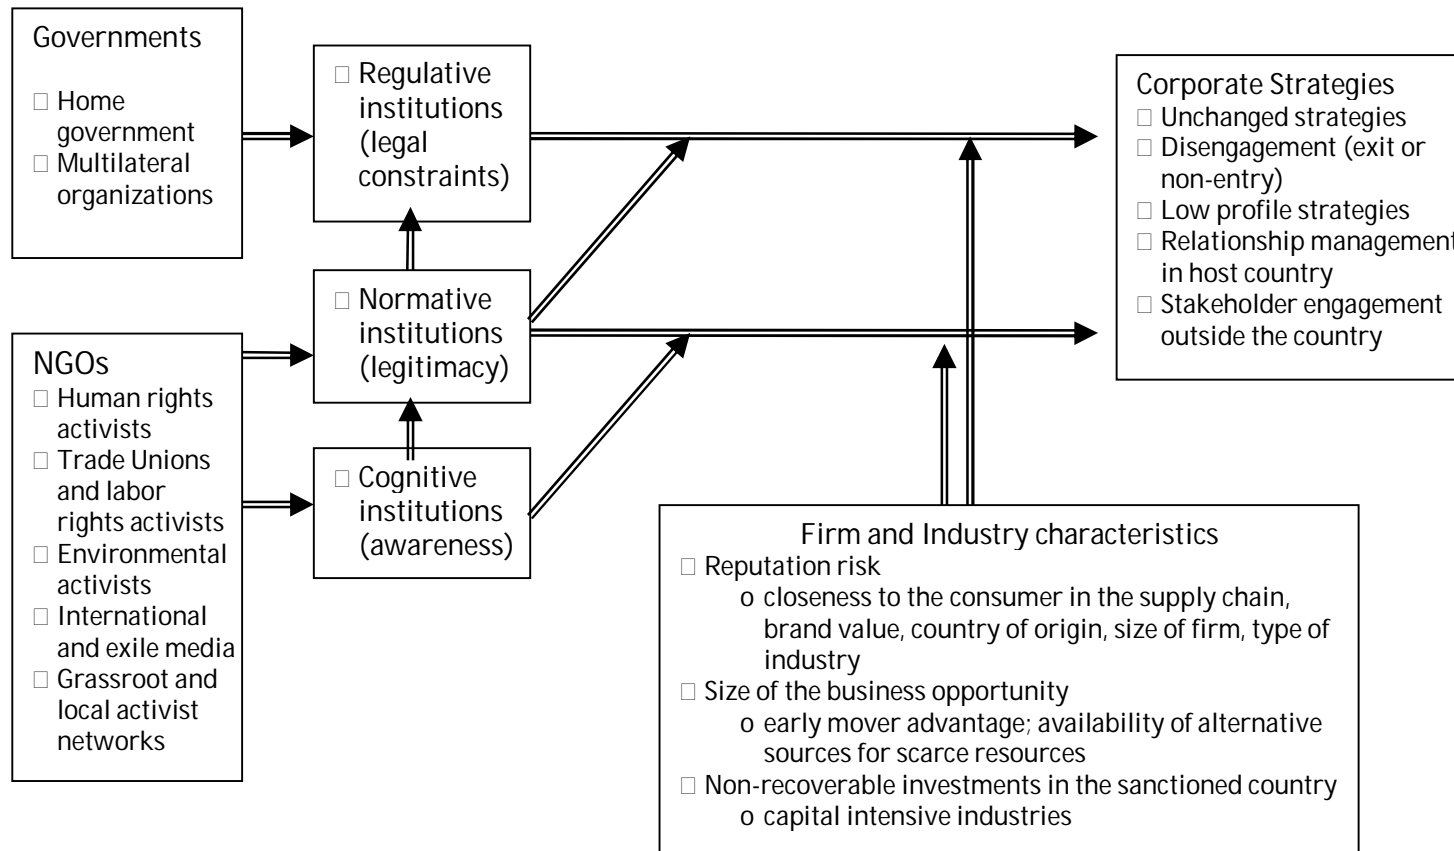 Governments
□ Home
government
□ Multilateral
organizations
NGOs
□ Human rights
activists
□ Trade Unions
and labor
rights activists
□ Environmental
activists
□ International
and exile media
□ Grassroot and
local activist
networks
□ Regulative
institutions
(legal
constraints)
□ Normative
institutions
(legitimacy)
□ Cognitive
institutions
(awareness)
Corporate Strategies
□ Unchanged strategies
□ Disengagement (exit or
non-entry)
□ Low profile strategies
□ Relationship management
in host country
□ Stakeholder engagement
outside the country
Firm and Industry characteristics
□ Reputation risk
o closeness to the consumer in the supply chain,
brand value, country of origin, size of firm, type of
industry
□ Size of the business opportunity
o early mover advantage; availability of alternative
sources for scarce resources
□ Non-recoverable investments in the sanctioned country
o capital intensive industries